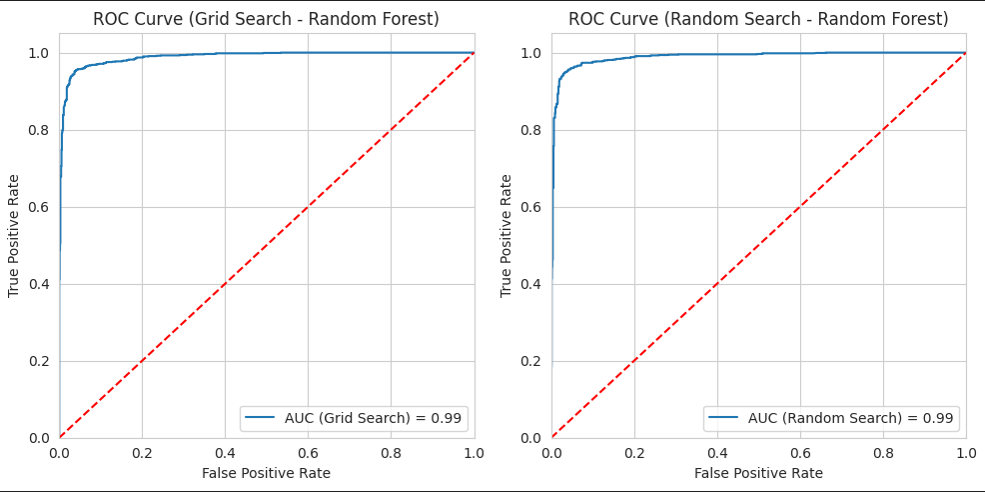 ROC Curve (Grid Search - Random Forest)
1.0
0.8
0.6
0.4
0.2
0.0
True Positive Rate
AUC (Grid Search) = 0.99
0.0 0.2 0.4 0.6 0.8 1.0
False Positive Rate
ROC Curve (Random Search - Random Forest)
1.0
0.8
0.6
0.4
0.2
0.0
True Positive Rate
AUC (Random Search) = 0.99
0.0 0.2 0.4 0.6 0.8 1.0
False Positive Rate